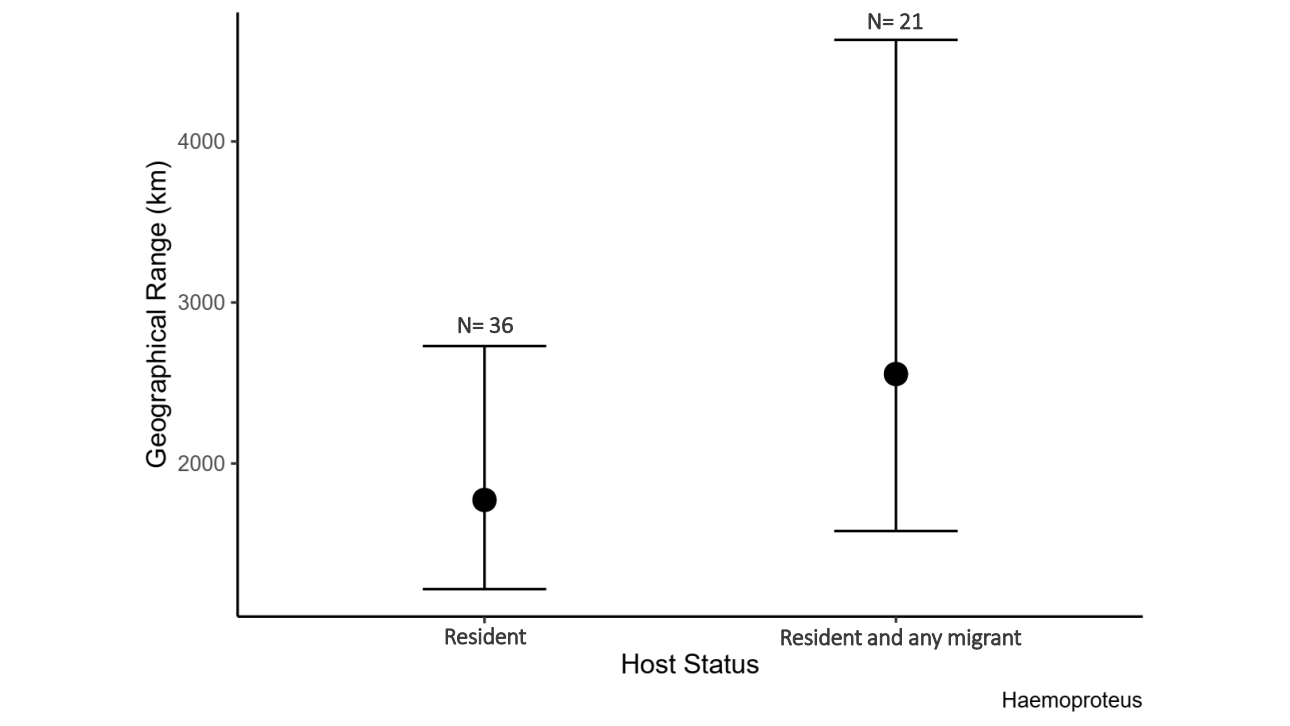 N= 21
4000
3000
2000
Geographical Range (km)
N= 36
Resident
Resident and any migrant
Host Status
Haemoproteus